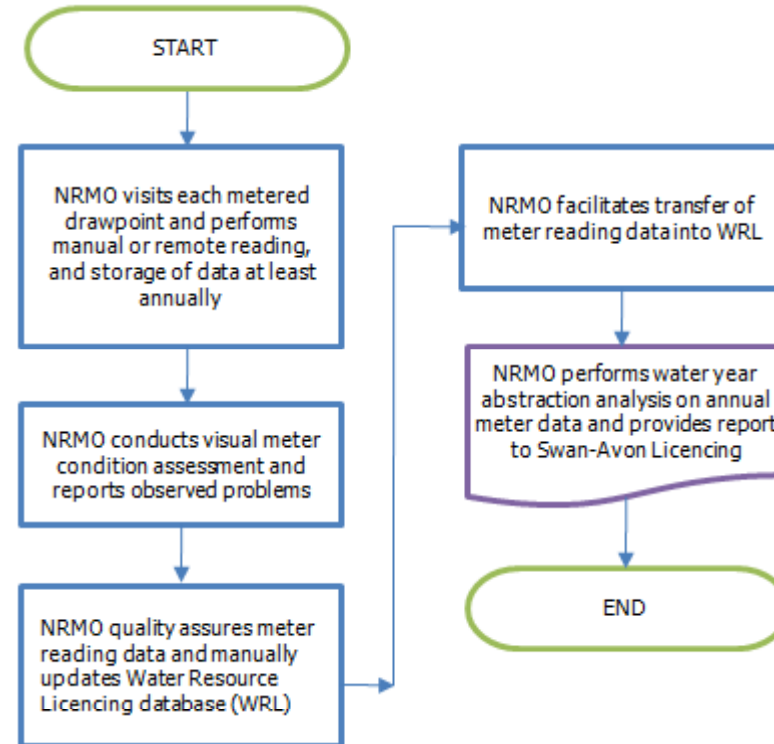 START
NRMO visits each metered
drawpoint and performs
manual or remote reading,
and storage of data at least
annually
NRMO conducts visual meter
condition assessment and
reports observed problems
NRMO quality assures meter
reading data and manually
updates Water Resource
Licencing database (WRL)
NRMO facilitates transfer of
meter reading data into WRL
NRMO performs water year
abstraction analysis on annual
meter data and provides report
to Swan-Avon Licencing
END